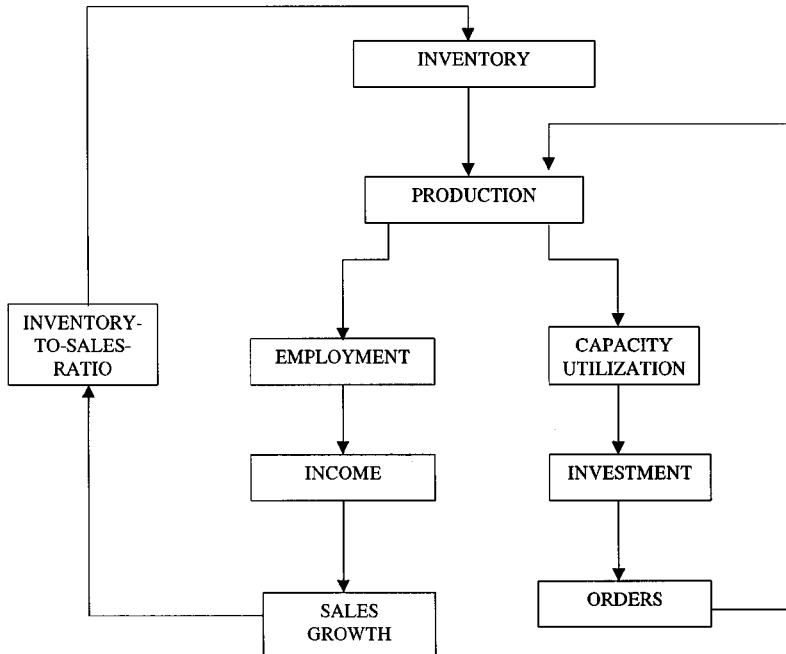 INVENTORY
PRODUCTION
INVENTORY-
TO-SALES-
RATIO
EMPLOYMENT
CAPACITY
UTILIZATION
INCOME
INVESTMENT
SALES
GROWTH
ORDERS